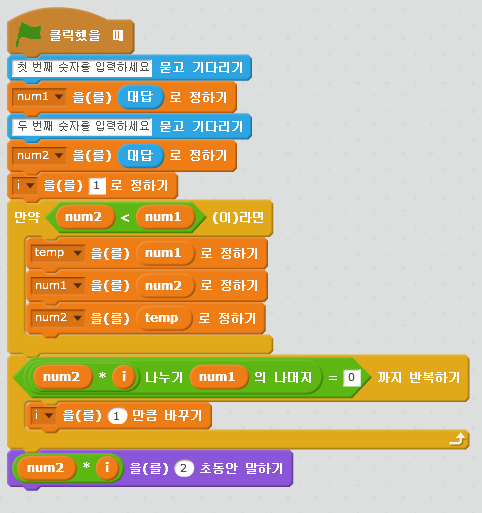 클릭했을 때
첫 번째 숫자을 입력하세요 묻고 기다리기
num1 을(를) 대답 로 정하기
두 번째 숫자을 입력하세요 묻고 기다리기
num2 을(를) 대답 로 정하기
i 을(를) 1 로 정하기
만약 num2 < num1 (이)라면
temp 을(를) num1 로 정하기
num1 을(를) num2 로 정하기
num2 을(를) temp 로 정하기
num2 * i 나누기 num1 의 나머지 = 0 까지 반복하기
i 을(를) 1 만큼 바꾸기
num2 * i 을(를) 2 초동안 말하기